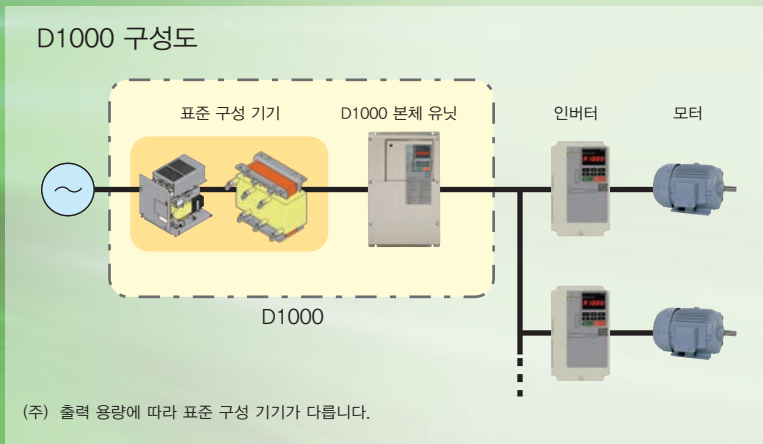 D1000 구성도
표준 구성 기기
D1000 본체 유닛
인버터
모터
D1000
(주) 출력 용량에 따라 표준 구성 기기가 다릅니다.